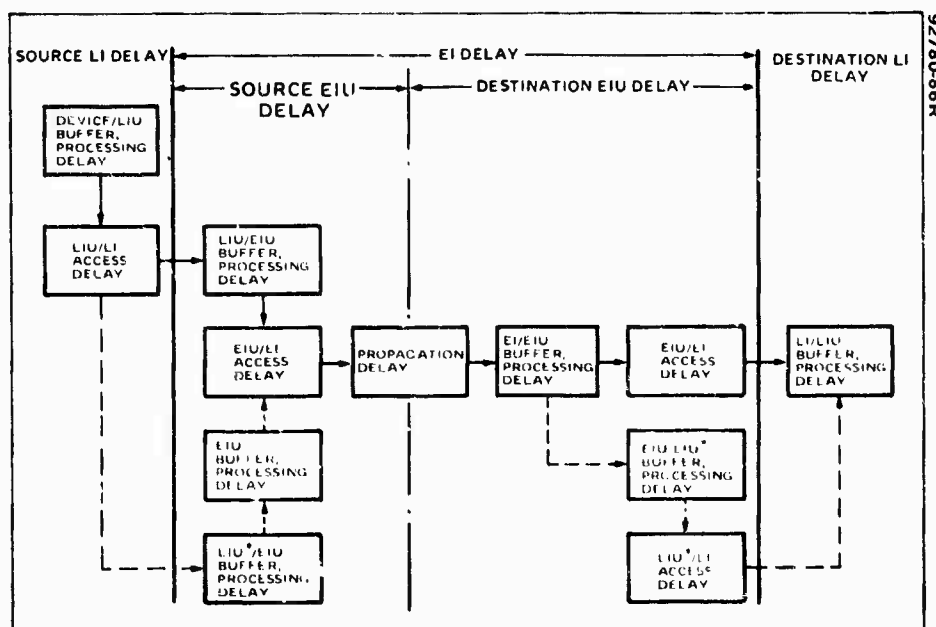 92780-86R
SOURCE LI DELAY
EI DELAY
DESTINATION LI
DELAY
SOURCE EIU
DELAY
DESTINATION EIU DELAY
DEVICE/LIU
BUFFER,
PROCESSING
DELAY
LIU/LI
ACCESS
DELAY
LIU/EIU
BUFFER,
PROCESSING
DELAY
EIU/EI
ACCESS
DELAY
PROPAGATION
DELAY
EI/EIU
BUFFER,
PROCESSING
DELAY
EIU/LI
ACCESS
DELAY
LI/LIU
BUFFER,
PROCESSING
DELAY
EIU
BUFFER,
PROCESSING
DELAY
EIU/LIU*
BUFFER,
PROCESSING
DELAY
LIU*/EIU
BUFFER,
PROCESSING
DELAY
LIU*/LI
ACCESS
DELAY